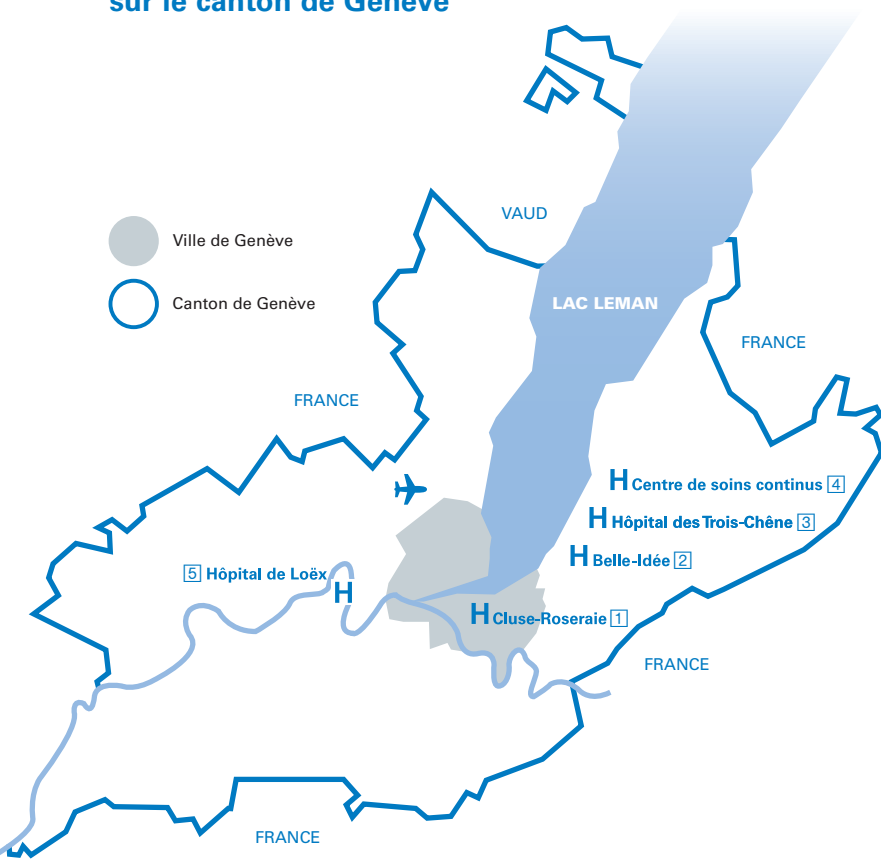 sur le canton de Genève
VAUD
Ville de Genève
Canton de Genève
LAC LEMAN
FRANCE
FRANCE
H Centre de soins continus 4
H Hôpital des Trois-Chêne 3
H Belle-Idée 2
5 Hôpital de Loëx H
H Cluse-Roseraie 1
FRANCE
FRANCE